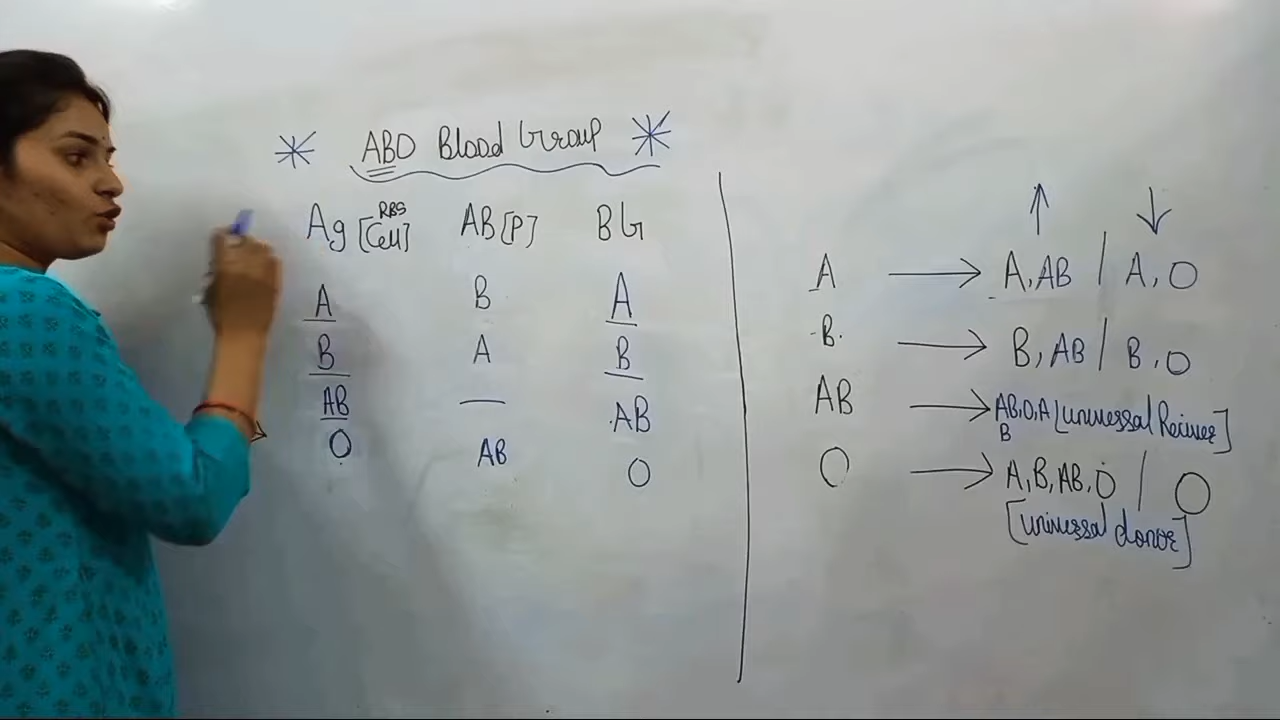 ABO Blood Group
Ag [RBS Cell] AB [P] BG
A B A
B A B
AB — AB
O AB O
A → A, AB / A, O
B → B, AB / B, O
AB → AB, O, A [universal Reciver]
B
O → A, B, AB, O / O
[universal donor]